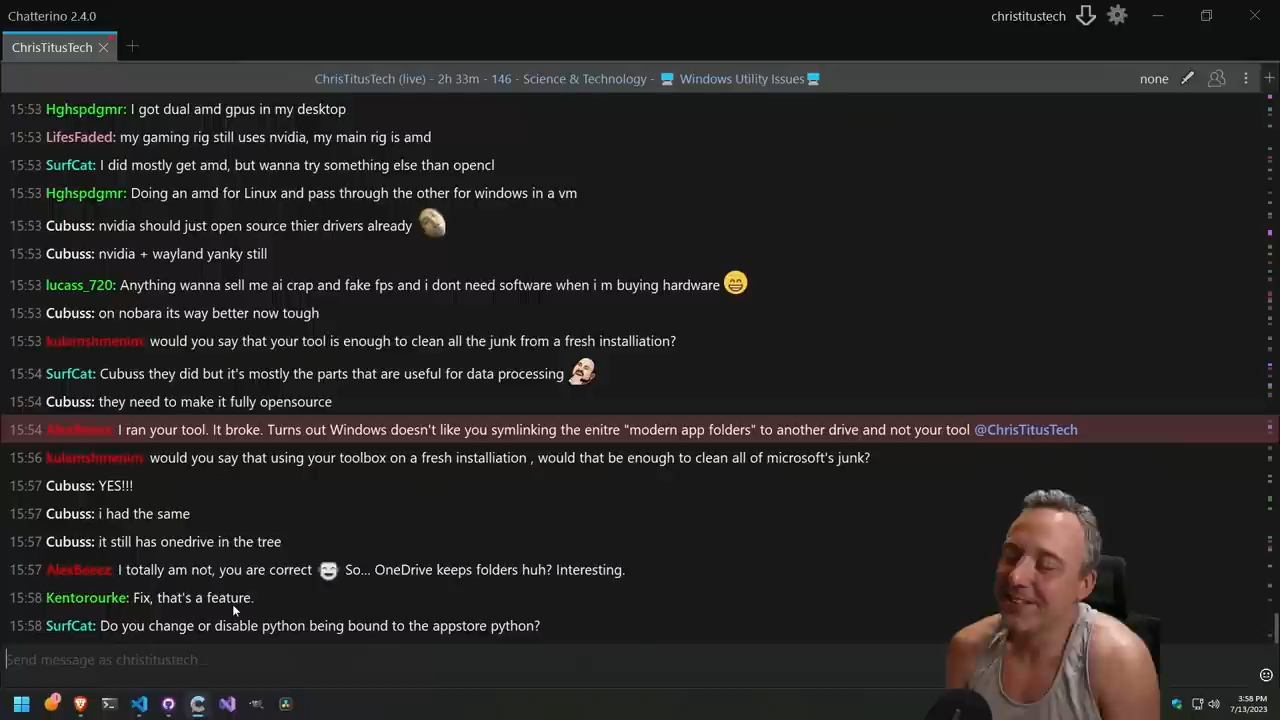 Chatterino 2.4.0
christitustech
ChrisTitusTech
ChrisTitusTech (live) - 2h 33m - 146 - Science & Technology - 🖥️ Windows Utility Issues🖥️
none
15:53 Hghspdgmr: I got dual amd gpus in my desktop
15:53 LifesFaded: my gaming rig still uses nvidia, my main rig is amd
15:53 SurfCat: I did mostly get amd, but wanna try something else than opencl
15:53 Hghspdgmr: Doing an amd for Linux and pass through the other for windows in a vm
15:53 Cubuss: nvidia should just open source thier drivers already
15:53 Cubuss: nvidia + wayland yanky still
15:53 lucass_720: Anything wanna sell me ai crap and fake fps and i dont need software when i m buying hardware 😄
15:53 Cubuss: on nobara its way better now tough
15:53 kulamshmenim: would you say that your tool is enough to clean all the junk from a fresh installiation?
15:54 SurfCat: Cubuss they did but it's mostly the parts that are useful for data processing
15:54 Cubuss: they need to make it fully opensource
15:54 AlexBeeez: I ran your tool. It broke. Turns out Windows doesn't like you symlinking the enitre "modern app folders" to another drive and not your tool @ChrisTitusTech
15:56 kulamshmenim: would you say that using your toolbox on a fresh installiation , would that be enough to clean all of microsoft's junk?
15:57 Cubuss: YES!!!
15:57 Cubuss: i had the same
15:57 Cubuss: it still has onedrive in the tree
15:57 AlexBeeez: I totally am not, you are correct So... OneDrive keeps folders huh? Interesting.
15:58 Kentorourke: Fix, that's a feature.
15:58 SurfCat: Do you change or disable python being bound to the appstore python?
Send message as christitustech...
3:58 PM
7/13/2023